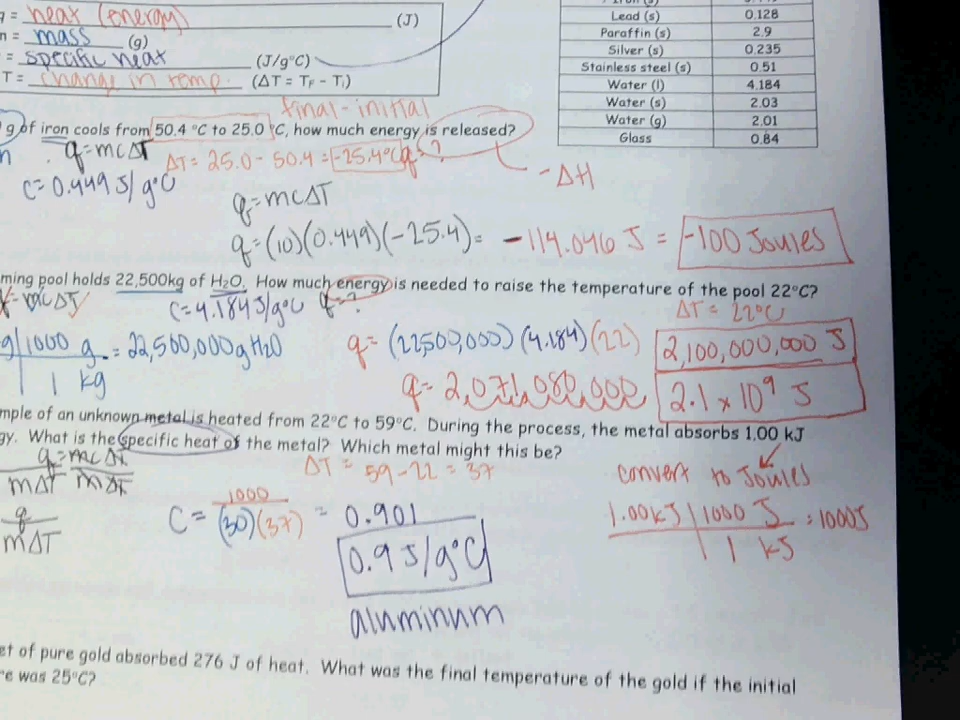 q = heat (energy) (J)
m = mass (g)
= specific heat (J/g°C)
T = change in temp. (ΔT = TF - Ti)
final - initial
Lead (s) 0.128
Paraffin (s) 2.9
Silver (s) 0.235
Stainless steel (s) 0.51
Water (l) 4.184
Water (s) 2.03
Water (g) 2.01
Glass 0.84
g of iron cools from 50.4 °C to 25.0 °C, how much energy is released?
q=mcΔT ΔT = 25.0 - 50.4 = -25.4°C q=?
- ΔH
C = 0.449 J/g°C
q=mcΔT
q=(10)(0.449)(-25.4)= -114.046 J = -100 Joules
ming pool holds 22,500kg of H2O. How much energy is needed to raise the temperature of the pool 22°C?
q=mcΔT C=4.184J/g°C q=? ΔT = 22°C
g 1000 g = 22,500,000g H2O
1 kg
q= (22,500,000)(4.184)(22) 2,100,000,000 J
q= 2,071,080,000 2.1 x 10⁹ J
mple of an unknown metal is heated from 22°C to 59°C. During the process, the metal absorbs 1.00 kJ
gy. What is the specific heat of the metal? Which metal might this be?
q=mcΔT
mΔT mΔT
ΔT = 59-22 = 37
convert to Joules
q
mΔT
C = 1000 = 0.901
(30)(37)
1.00kJ 1000 J = 1000J
1 kJ
0.9 J/g°C
aluminum
et of pure gold absorbed 276 J of heat. What was the final temperature of the gold if the initial
re was 25°C?